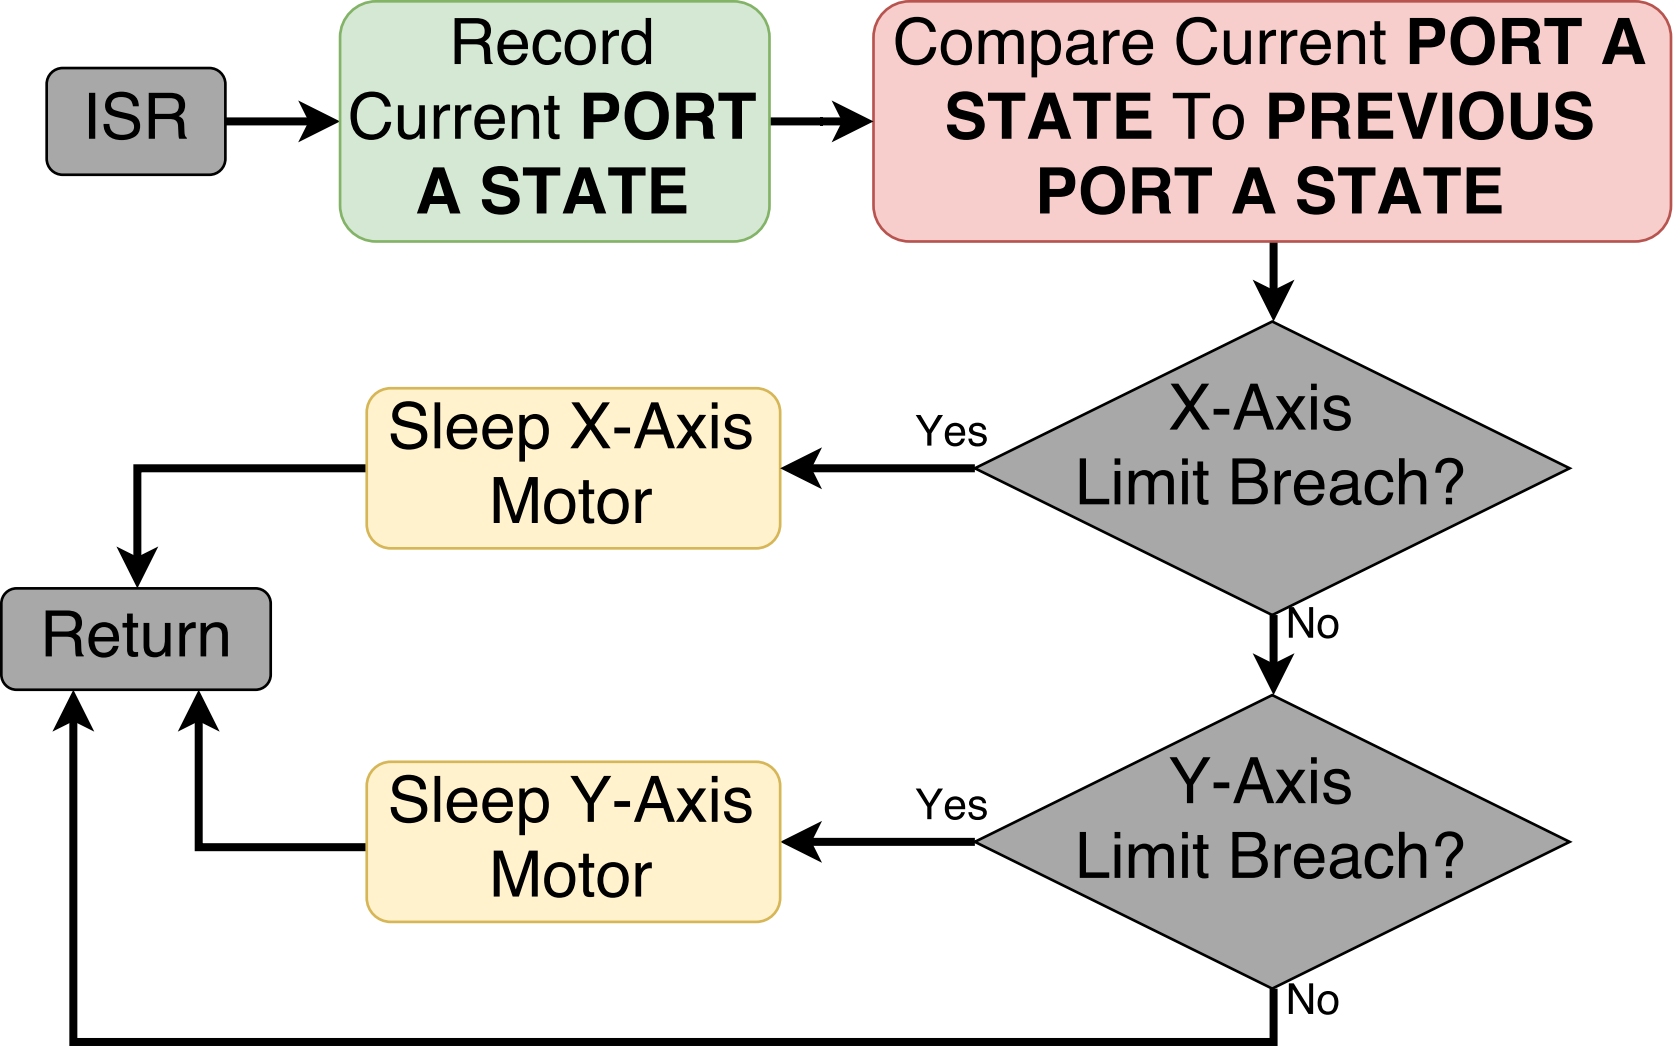 ISR
Record
Current PORT
A STATE
Compare Current PORT A
STATE To PREVIOUS
PORT A STATE
X-Axis
Limit Breach?
Yes
No
Sleep X-Axis
Motor
Return
Y-Axis
Limit Breach?
Yes
No
Sleep Y-Axis
Motor